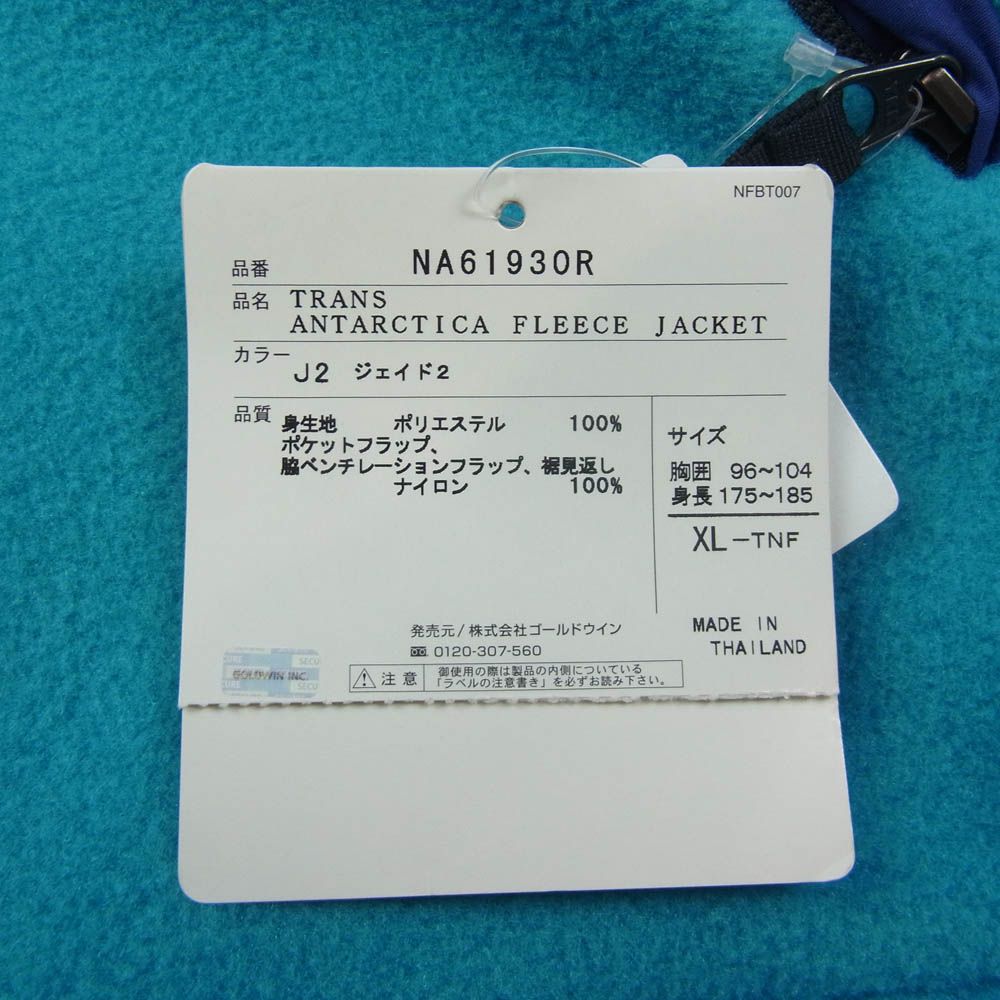 NFBT007
品番 NA61930R
品名 TRANS
ANTARCTICA FLEECE JACKET
カラー J2 ジェイド2
品質 身生地 ポリエステル 100%
ポケットフラップ、
脇ベンチレーションフラップ、裾見返し
ナイロン 100%
サイズ
胸囲 96~104
身長 175~185
XL-TNF
MADE IN
THAILAND
発売元/株式会社ゴールドウイン
0120-307-560
注意 御使用の際は製品の内側についている
「ラベルの注意書き」を必ずお読み下さい。
URE SECU
GOLDWIN INC.
URE SECU